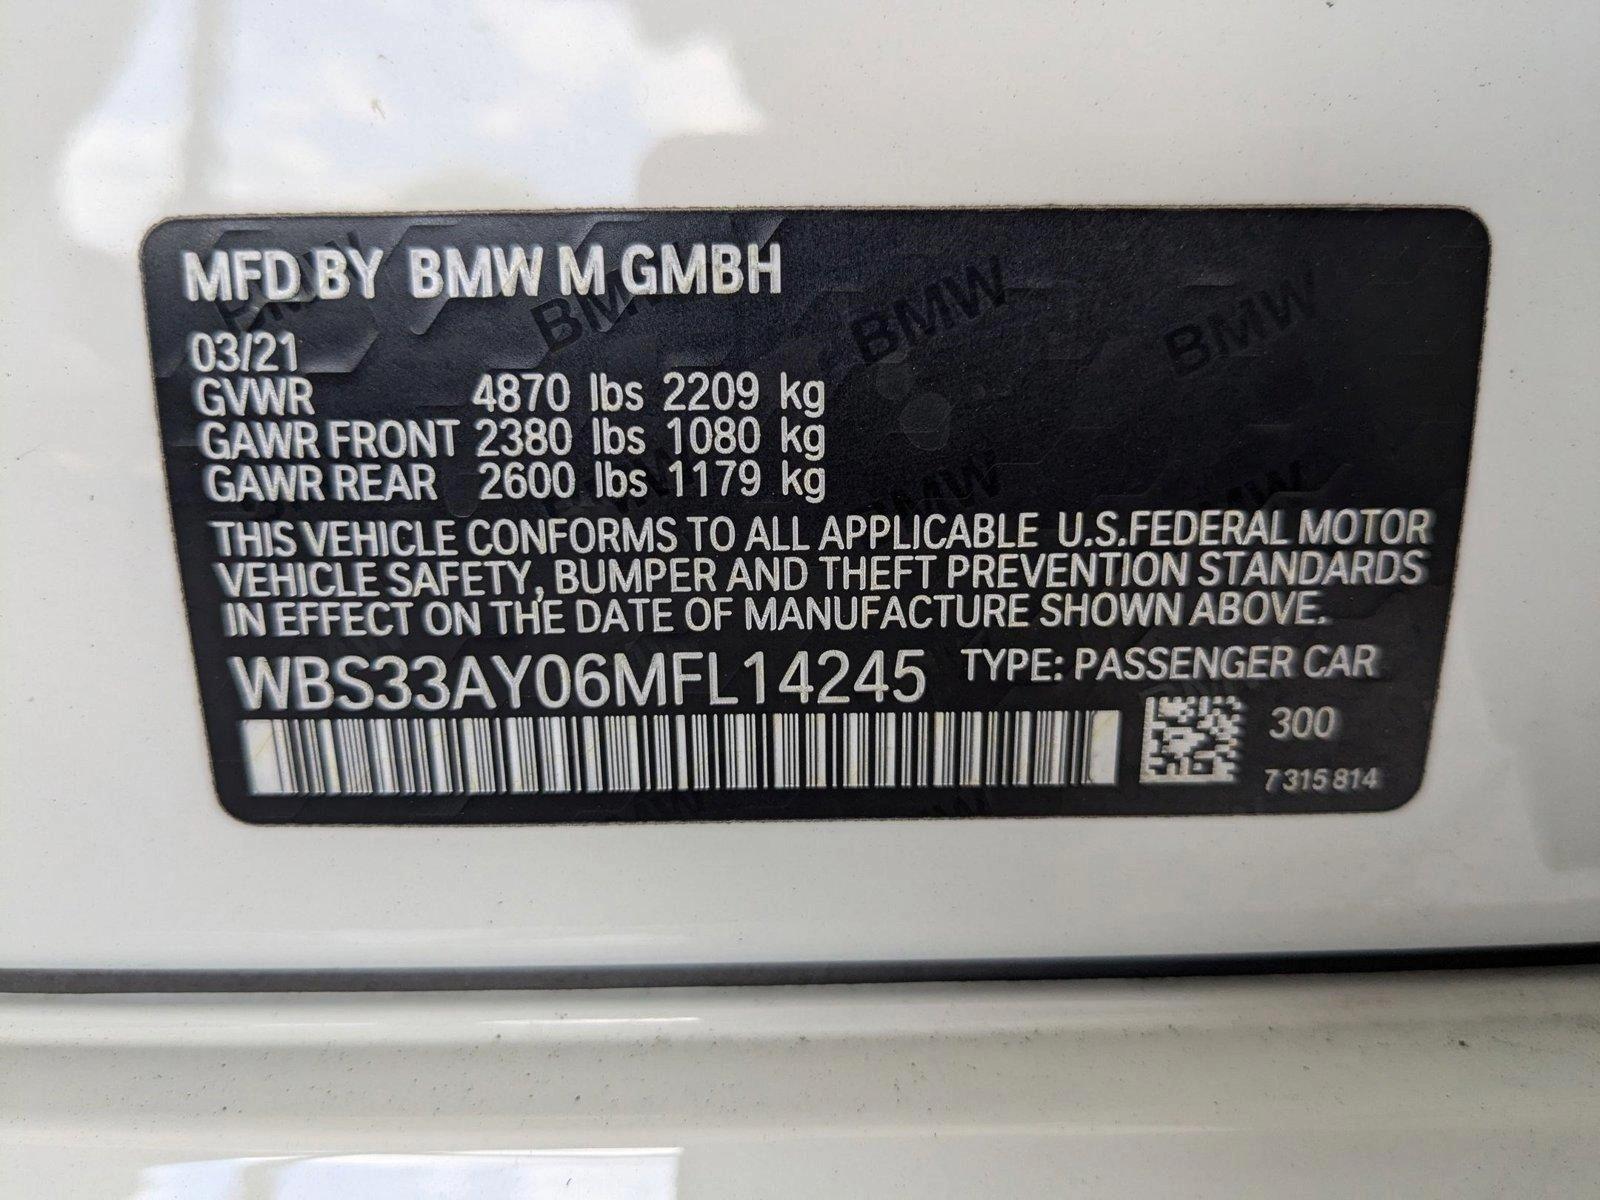 MFD BY BMW M GMBH
03/21
GVWR 4870 lbs 2209 kg
GAWR FRONT 2380 lbs 1080 kg
GAWR REAR 2600 lbs 1179 kg
THIS VEHICLE CONFORMS TO ALL APPLICABLE U.S.FEDERAL MOTOR
VEHICLE SAFETY, BUMPER AND THEFT PREVENTION STANDARDS
IN EFFECT ON THE DATE OF MANUFACTURE SHOWN ABOVE.
WBS33AY06MFL14245 TYPE: PASSENGER CAR
300
7 315 814